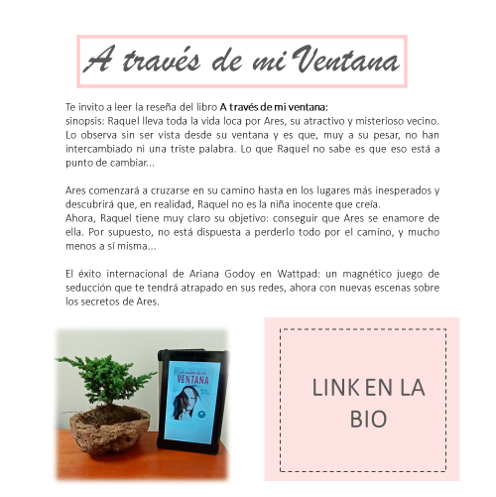 A través de mi Ventana
Te invito a leer la reseña del libro A través de mi ventana:
sinopsis: Raquel lleva toda la vida loca por Ares, su atractivo y misterioso vecino.
Lo observa sin ser vista desde su ventana y es que, muy a su pesar, no han
intercambiado ni una triste palabra. Lo que Raquel no sabe es que eso está a
punto de cambiar...
Ares comenzará a cruzarse en su camino hasta en los lugares más inesperados y
descubrirá que, en realidad, Raquel no es la niña inocente que creía.
Ahora, Raquel tiene muy claro su objetivo: conseguir que Ares se enamore de
ella. Por supuesto, no está dispuesta a perderlo todo por el camino, y mucho
menos a sí misma...
El éxito internacional de Ariana Godoy en Wattpad: un magnético juego de
seducción que te tendrá atrapado en sus redes, ahora con nuevas escenas sobre
los secretos de Ares.
VENTANA
LINK EN LA
BIO